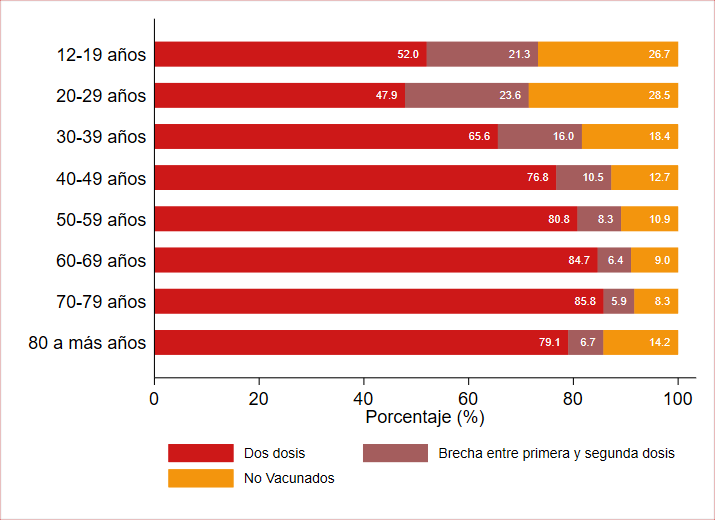 12-19 años 52.0 21.3 26.7
20-29 años 47.9 23.6 28.5
30-39 años 65.6 16.0 18.4
40-49 años 76.8 10.5 12.7
50-59 años 80.8 8.3 10.9
60-69 años 84.7 6.4 9.0
70-79 años 85.8 5.9 8.3
80 a más años 79.1 6.7 14.2
0 20 40 60 80 100
Porcentaje (%)
Dos dosis Brecha entre primera y segunda dosis
No Vacunados